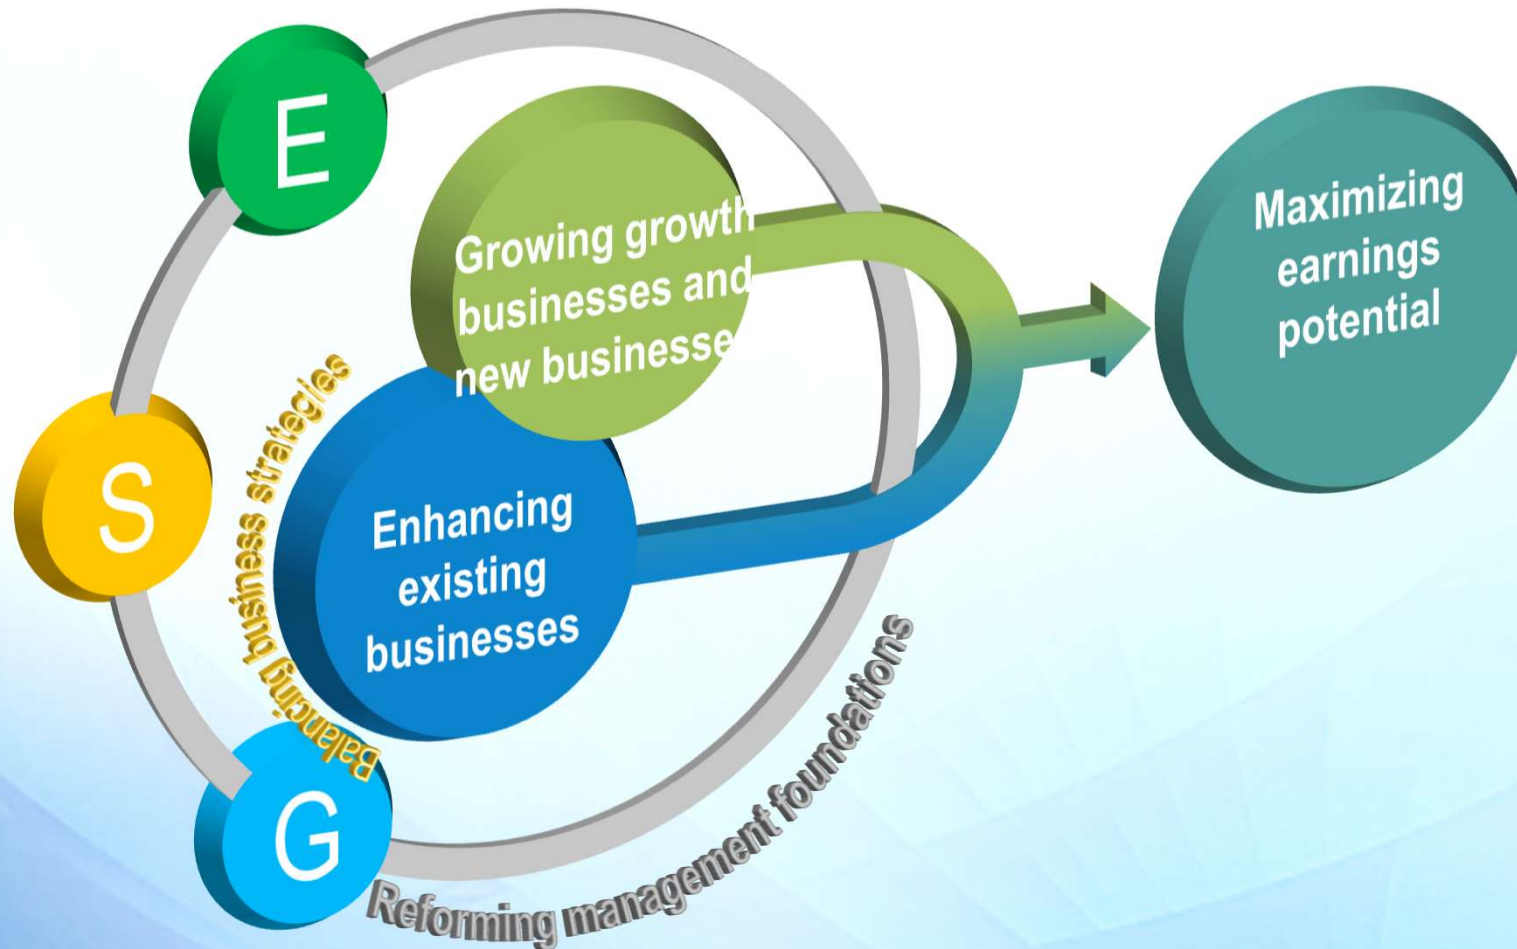 E
Growing growth
businesses and
new businesse
Maximizing
earnings
potential
S
Balancing business strategies
Enhancing
existing
businesses
G
Reforming management foundations